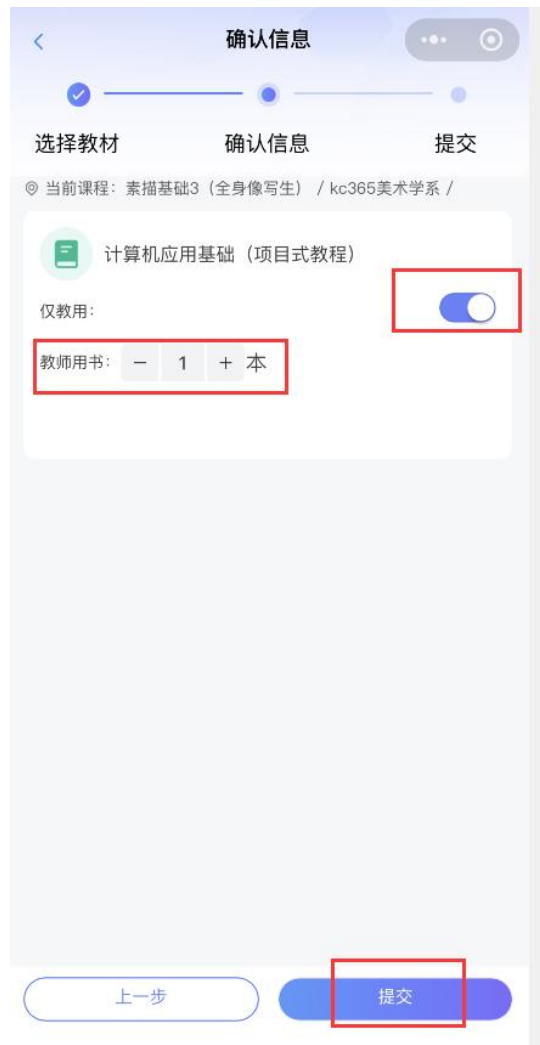 确认信息
选择教材 确认信息 提交
当前课程：素描基础3（全身像写生） / kc365美术学系 /
计算机应用基础（项目式教程）
仅教用：
教师用书： − 1 + 本
上一步 提交